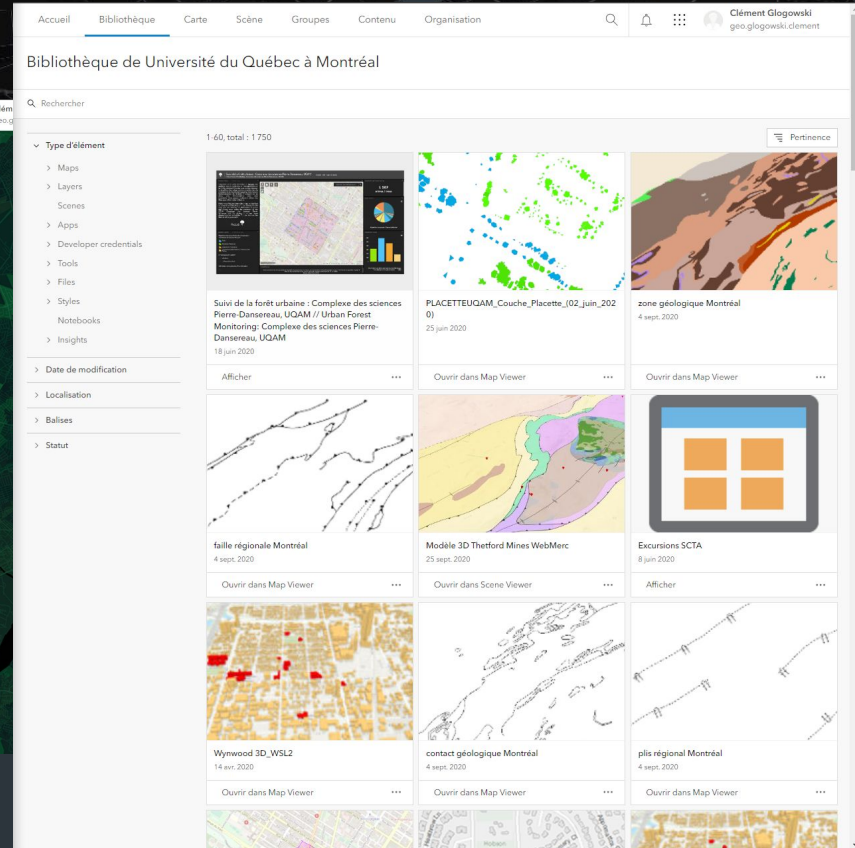 Accueil
Bibliothèque
Carte
Scène
Groupes
Contenu
Organisation
Clément Glogowski
geo.glogowski.clement
Bibliothèque de Université du Québec à Montréal
Rechercher
1-60, total : 1 750
Pertinence
Type d'élément
Maps
Layers
Scenes
Apps
Developer credentials
Tools
Files
Styles
Notebooks
Insights
Date de modification
Localisation
Balises
Statut
Suivi de la forêt urbaine : Complexe des sciences
Pierre-Dansereau, UQAM // Urban Forest
Monitoring: Complexe des sciences Pierre-
Dansereau, UQAM
18 juin 2020
Afficher
PLACETTEUQAM_Couche_Placette_(02_juin_202
0)
25 juin 2020
Ouvrir dans Map Viewer
zone géologique Montréal
4 sept. 2020
Ouvrir dans Map Viewer
faille régionale Montréal
4 sept. 2020
Ouvrir dans Map Viewer
Modèle 3D Thetford Mines WebMerc
25 sept. 2020
Ouvrir dans Scene Viewer
Excursions SCTA
8 juin 2020
Afficher
Wynwood 3D_WSL2
14 avr. 2020
Ouvrir dans Map Viewer
contact géologique Montréal
4 sept. 2020
Ouvrir dans Map Viewer
plis régional Montréal
4 sept. 2020
Ouvrir dans Map Viewer